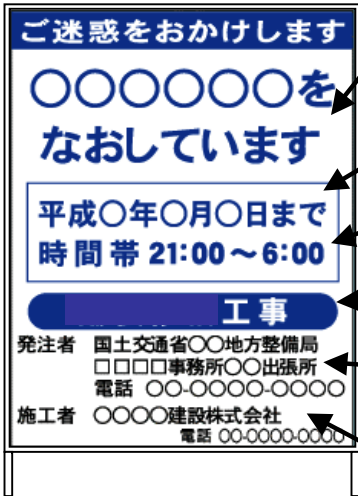 ご迷惑をおかけします
○○○○○○を
なおしています
平成○年○月○日まで
時間帯 21:00～6:00
工事
発注者 国土交通省○○地方整備局
□□□□事務所○○出張所
電話 ○○-○○○○-○○○○
施工者 ○○○○建設株式会社
電話 ○○-○○○○-○○○○